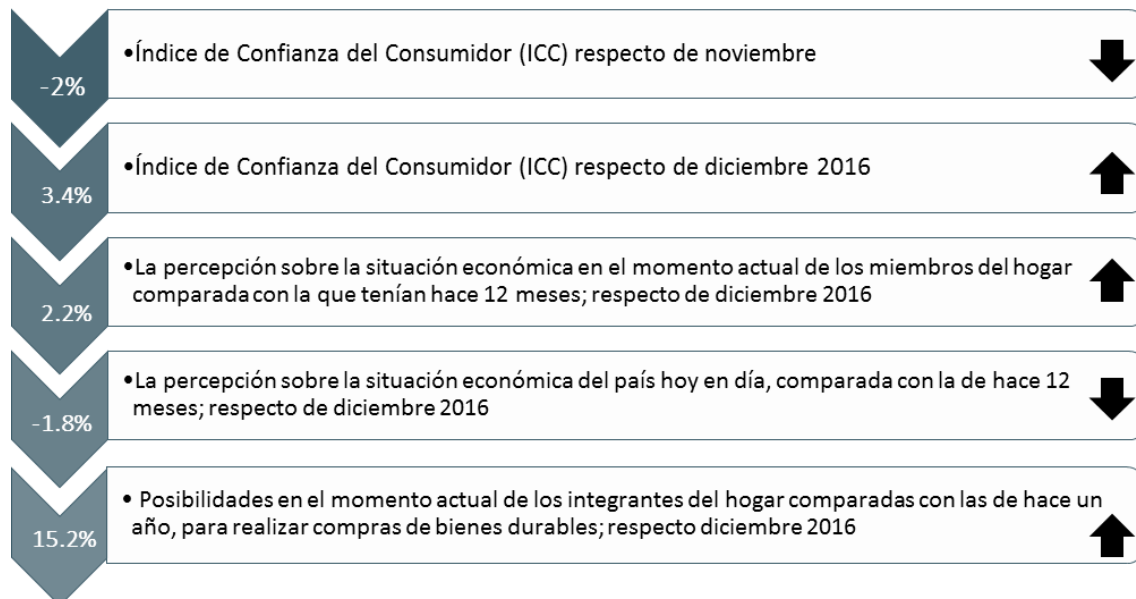 -2%
•Índice de Confianza del Consumidor (ICC) respecto de noviembre
3.4%
•Índice de Confianza del Consumidor (ICC) respecto de diciembre 2016
2.2%
•La percepción sobre la situación económica en el momento actual de los miembros del hogar
comparada con la que tenían hace 12 meses; respecto de diciembre 2016
-1.8%
•La percepción sobre la situación económica del país hoy en día, comparada con la de hace 12
meses; respecto de diciembre 2016
15.2%
• Posibilidades en el momento actual de los integrantes del hogar comparadas con las de hace un
año, para realizar compras de bienes durables; respecto diciembre 2016